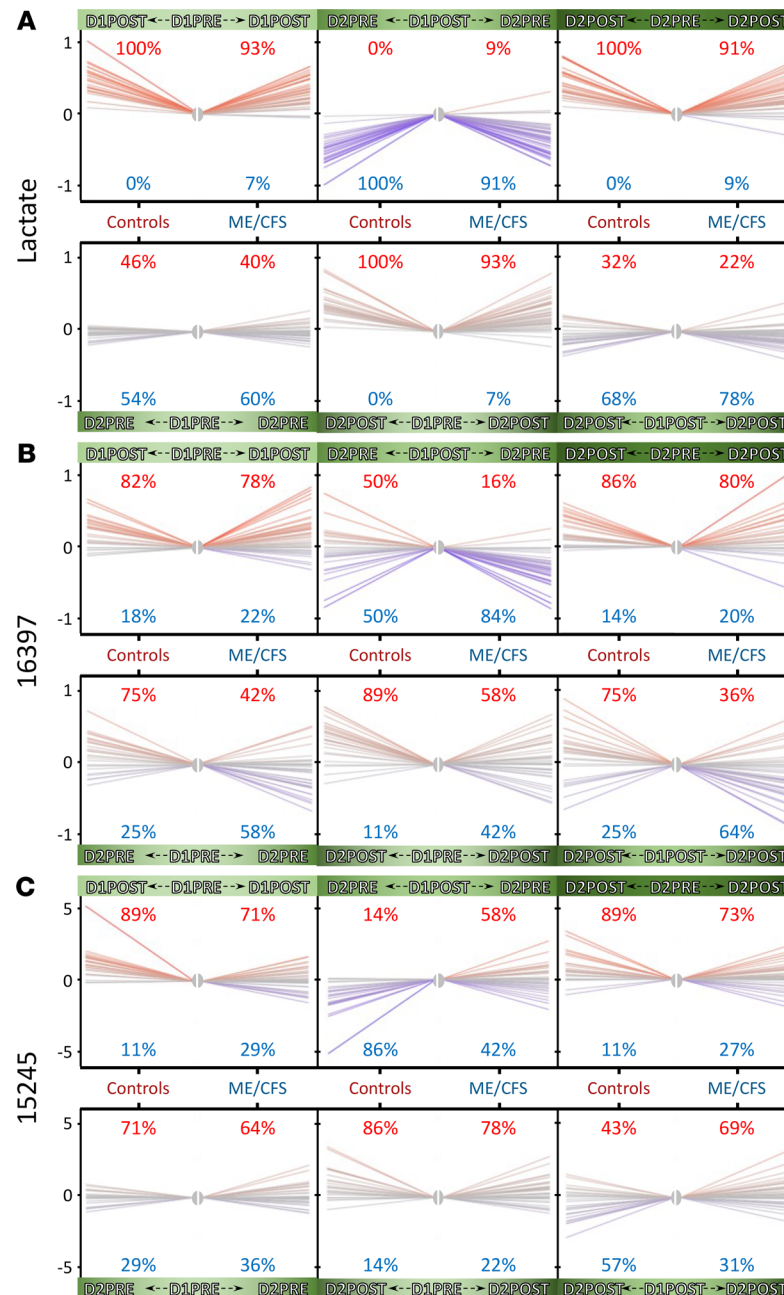 A
D1POST<--D1PRE-->D1POST D2PRE <--D1POST--> D2PRE D2POST<--D2PRE-->D2POST
1 100% 93% 0% 9% 100% 91%
0
-1 0% 7% 100% 91% 0% 9%
Lactate
Controls ME/CFS Controls ME/CFS Controls ME/CFS
1 46% 40% 100% 93% 32% 22%
0
-1 54% 60% 0% 7% 68% 78%
D2PRE <--D1PRE--> D2PRE D2POST<--D1PRE-->D2POST D2POST<--D1POST-->D2POST
B
D1POST<--D1PRE-->D1POST D2PRE <--D1POST--> D2PRE D2POST<--D2PRE-->D2POST
1 82% 78% 50% 16% 86% 80%
0
-1 18% 22% 50% 84% 14% 20%
16397
Controls ME/CFS Controls ME/CFS Controls ME/CFS
1 75% 42% 89% 58% 75% 36%
0
-1 25% 58% 11% 42% 25% 64%
D2PRE <--D1PRE--> D2PRE D2POST<--D1PRE-->D2POST D2POST<--D1POST-->D2POST
C
D1POST<--D1PRE-->D1POST D2PRE <--D1POST--> D2PRE D2POST<--D2PRE-->D2POST
5 89% 71% 14% 58% 89% 73%
0
-5 11% 29% 86% 42% 11% 27%
15245
Controls ME/CFS Controls ME/CFS Controls ME/CFS
5 71% 64% 86% 78% 43% 69%
0
-5 29% 36% 14% 22% 57% 31%
D2PRE <--D1PRE--> D2PRE D2POST<--D1PRE-->D2POST D2POST<--D1POST-->D2POST